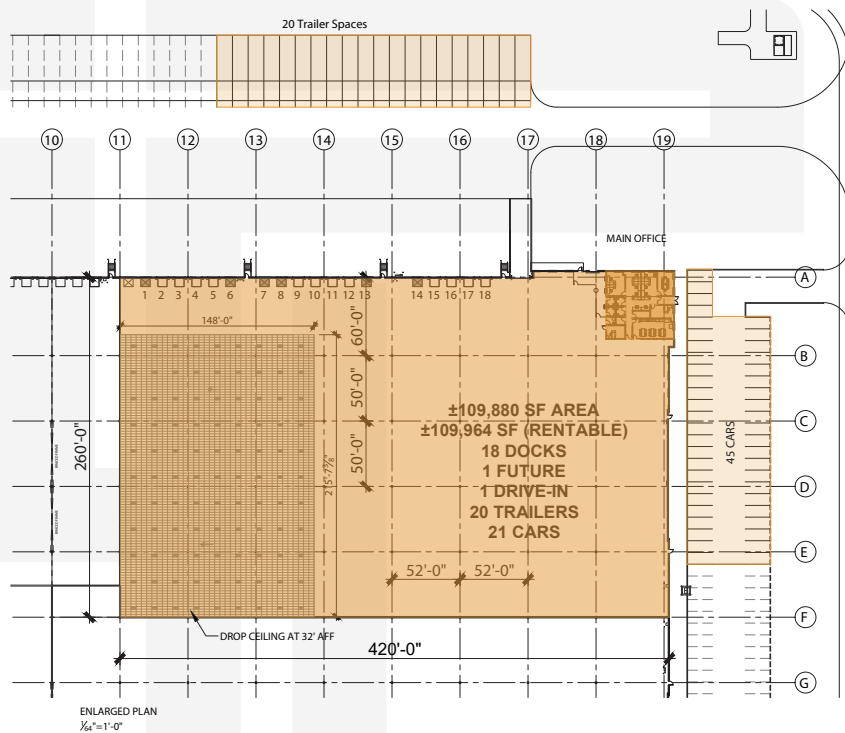 20 Trailer Spaces
10 11 12 13 14 15 16 17 18 19
MAIN OFFICE
A
1 2 3 4 5 6 7 8 9 10 11 12 13 14 15 16 17 18
148'-0"
60'-0"
B
50'-0"
±109,880 SF AREA
±109,964 SF (RENTABLE)
18 DOCKS
1 FUTURE
1 DRIVE-IN
20 TRAILERS
21 CARS
C
45 CARS
260'-0"
50'-0"
D
E
52'-0" 52'-0"
F
DROP CEILING AT 32' AFF
420'-0"
G
ENLARGED PLAN
1⁄64"=1'-0"